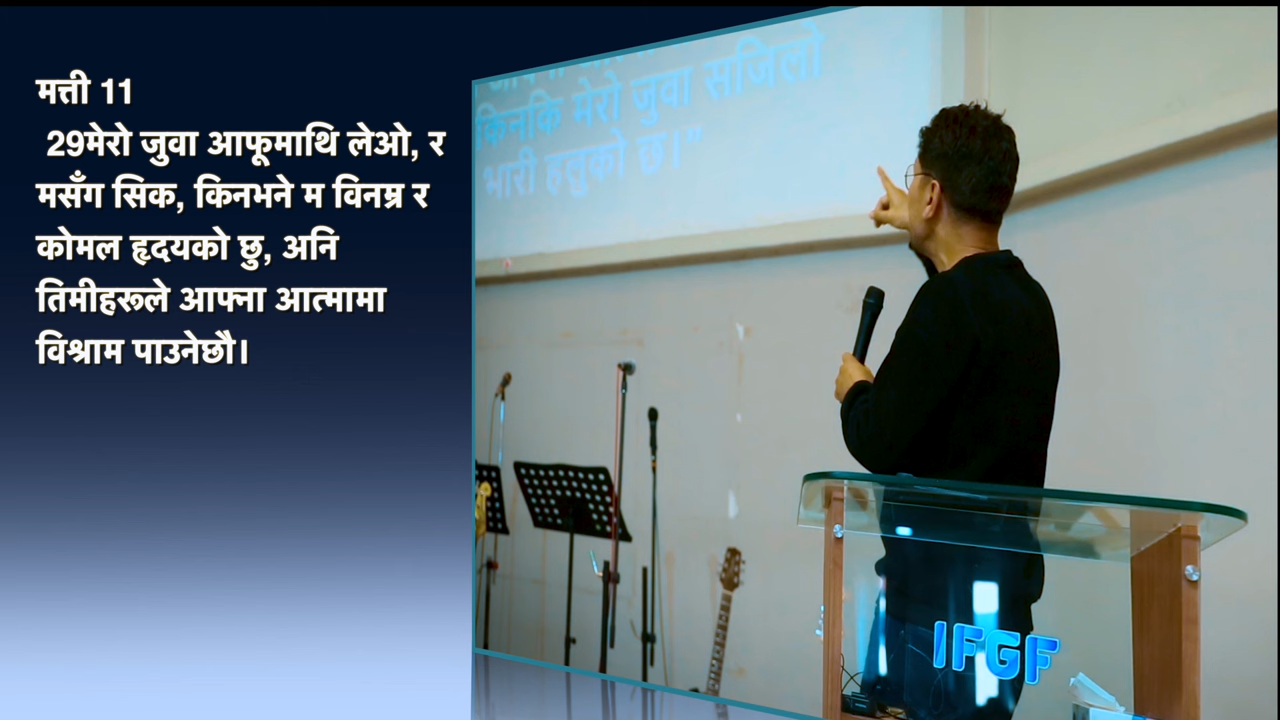 मत्ती 11
29मेरो जुवा आफूमाथि लेओ, र
मसँग सिक, किनभने म विनम्र र
कोमल हृदयको छु, अनि
तिमीहरूले आफ्ना आत्मामा
विश्राम पाउनेछौ।
किनकि मेरो जुवा सजिलो
भारी हलुको छ।"
IFGF